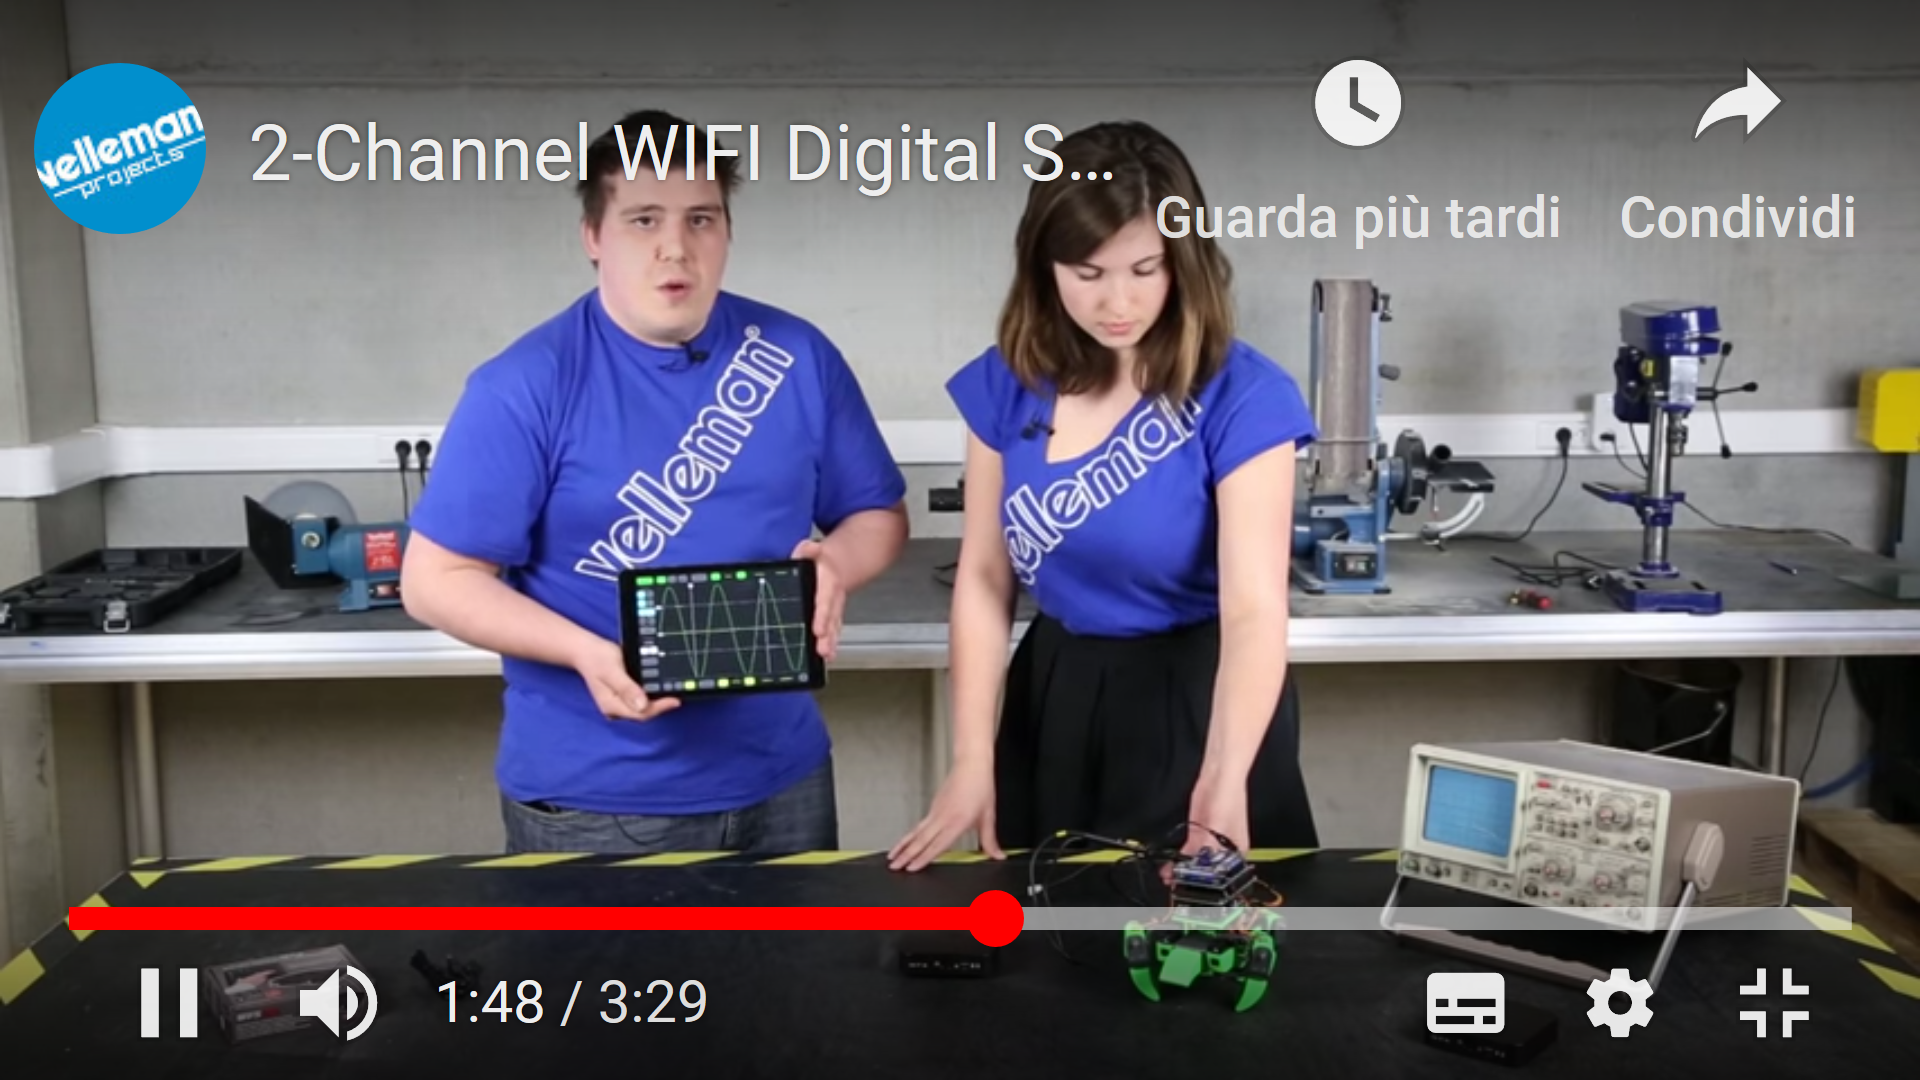 velleman
projects
2-Channel WIFI Digital S...
Guarda più tardi
Condividi
velleman®
velleman
1:48 / 3:29